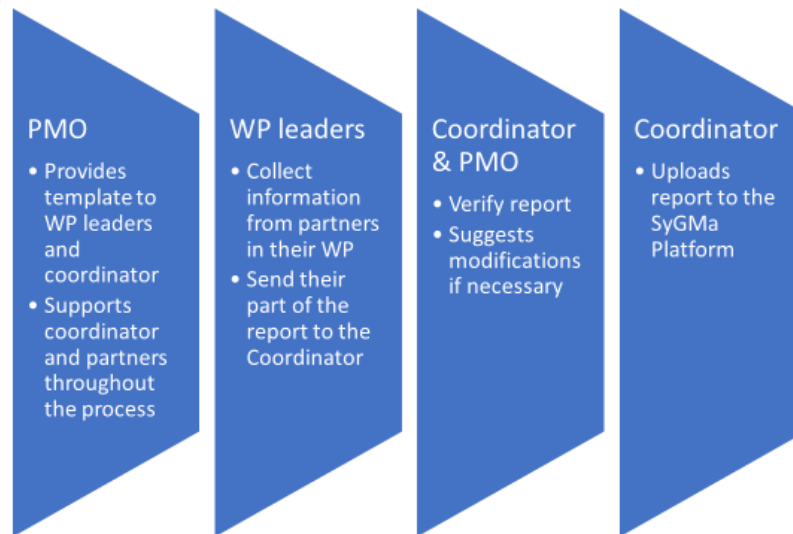 PMO
• Provides
template to
WP leaders
and
coordinator
• Supports
coordinator
and partners
throughout
the process
WP leaders
• Collect
information
from partners
in their WP
• Send their
part of the
report to the
Coordinator
Coordinator
& PMO
• Verify report
• Suggests
modifications
if necessary
Coordinator
• Uploads
report to the
SyGMa
Platform